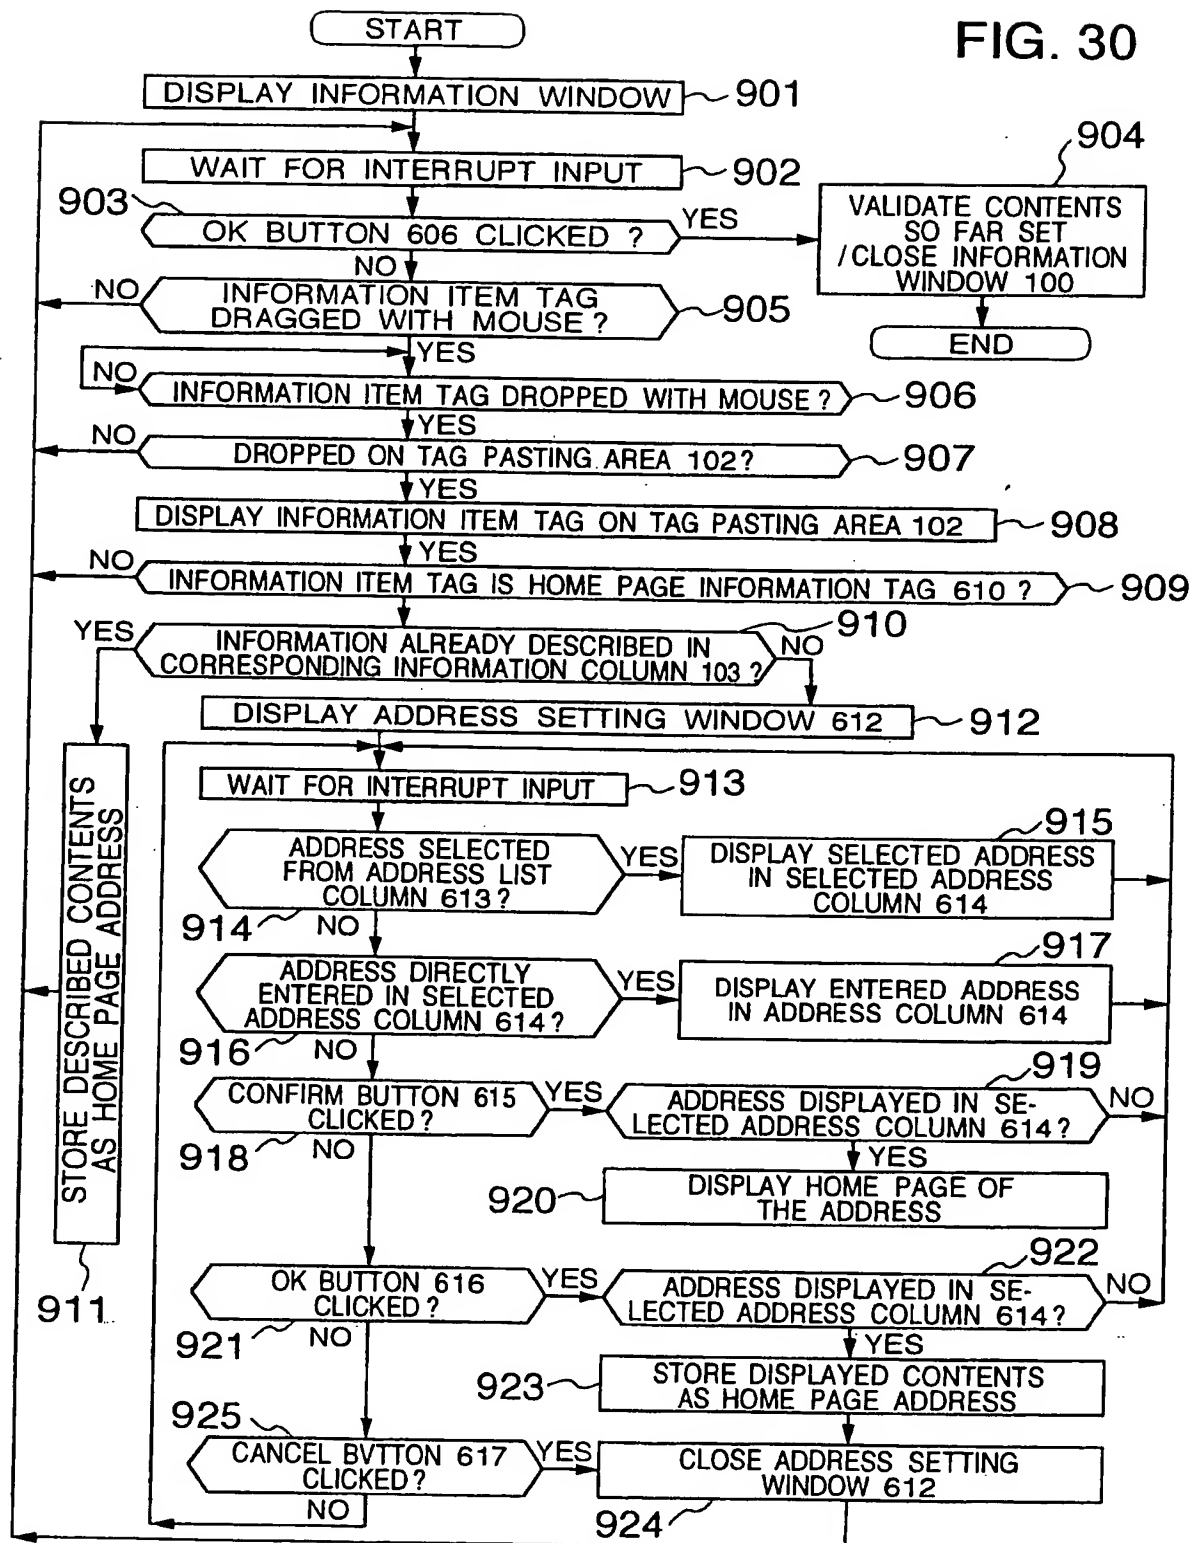 FIG. 30
START
DISPLAY INFORMATION WINDOW
901
WAIT FOR INTERRUPT INPUT
902
903
OK BUTTON 606 CLICKED ?
YES
NO
904
VALIDATE CONTENTS
SO FAR SET
/CLOSE INFORMATION
WINDOW 100
END
NO
INFORMATION ITEM TAG
DRAGGED WITH MOUSE ?
905
YES
NO
INFORMATION ITEM TAG DROPPED WITH MOUSE ?
906
YES
NO
DROPPED ON TAG PASTING AREA 102?
907
YES
DISPLAY INFORMATION ITEM TAG ON TAG PASTING AREA 102
908
YES
NO
INFORMATION ITEM TAG IS HOME PAGE INFORMATION TAG 610 ?
909
910
YES
INFORMATION ALREADY DESCRIBED IN
CORRESPONDING INFORMATION COLUMN 103 ?
NO
DISPLAY ADDRESS SETTING WINDOW 612
912
STORE DESCRIBED CONTENTS
AS HOME PAGE ADDRESS
911
WAIT FOR INTERRUPT INPUT
913
ADDRESS SELECTED
FROM ADDRESS LIST
COLUMN 613 ?
914
YES
NO
915
DISPLAY SELECTED ADDRESS
IN SELECTED ADDRESS
COLUMN 614
ADDRESS DIRECTLY
ENTERED IN SELECTED
ADDRESS COLUMN 614?
916
YES
NO
917
DISPLAY ENTERED ADDRESS
IN ADDRESS COLUMN 614
CONFIRM BUTTON 615
CLICKED ?
918
YES
NO
919
ADDRESS DISPLAYED IN SE-
LECTED ADDRESS COLUMN 614?
NO
YES
920
DISPLAY HOME PAGE OF
THE ADDRESS
OK BUTTON 616
CLICKED ?
921
YES
NO
922
ADDRESS DISPLAYED IN SE-
LECTED ADDRESS COLUMN 614?
NO
YES
923
STORE DISPLAYED CONTENTS
AS HOME PAGE ADDRESS
925
CANCEL BVTTON 617
CLICKED ?
YES
NO
CLOSE ADDRESS SETTING
WINDOW 612
924